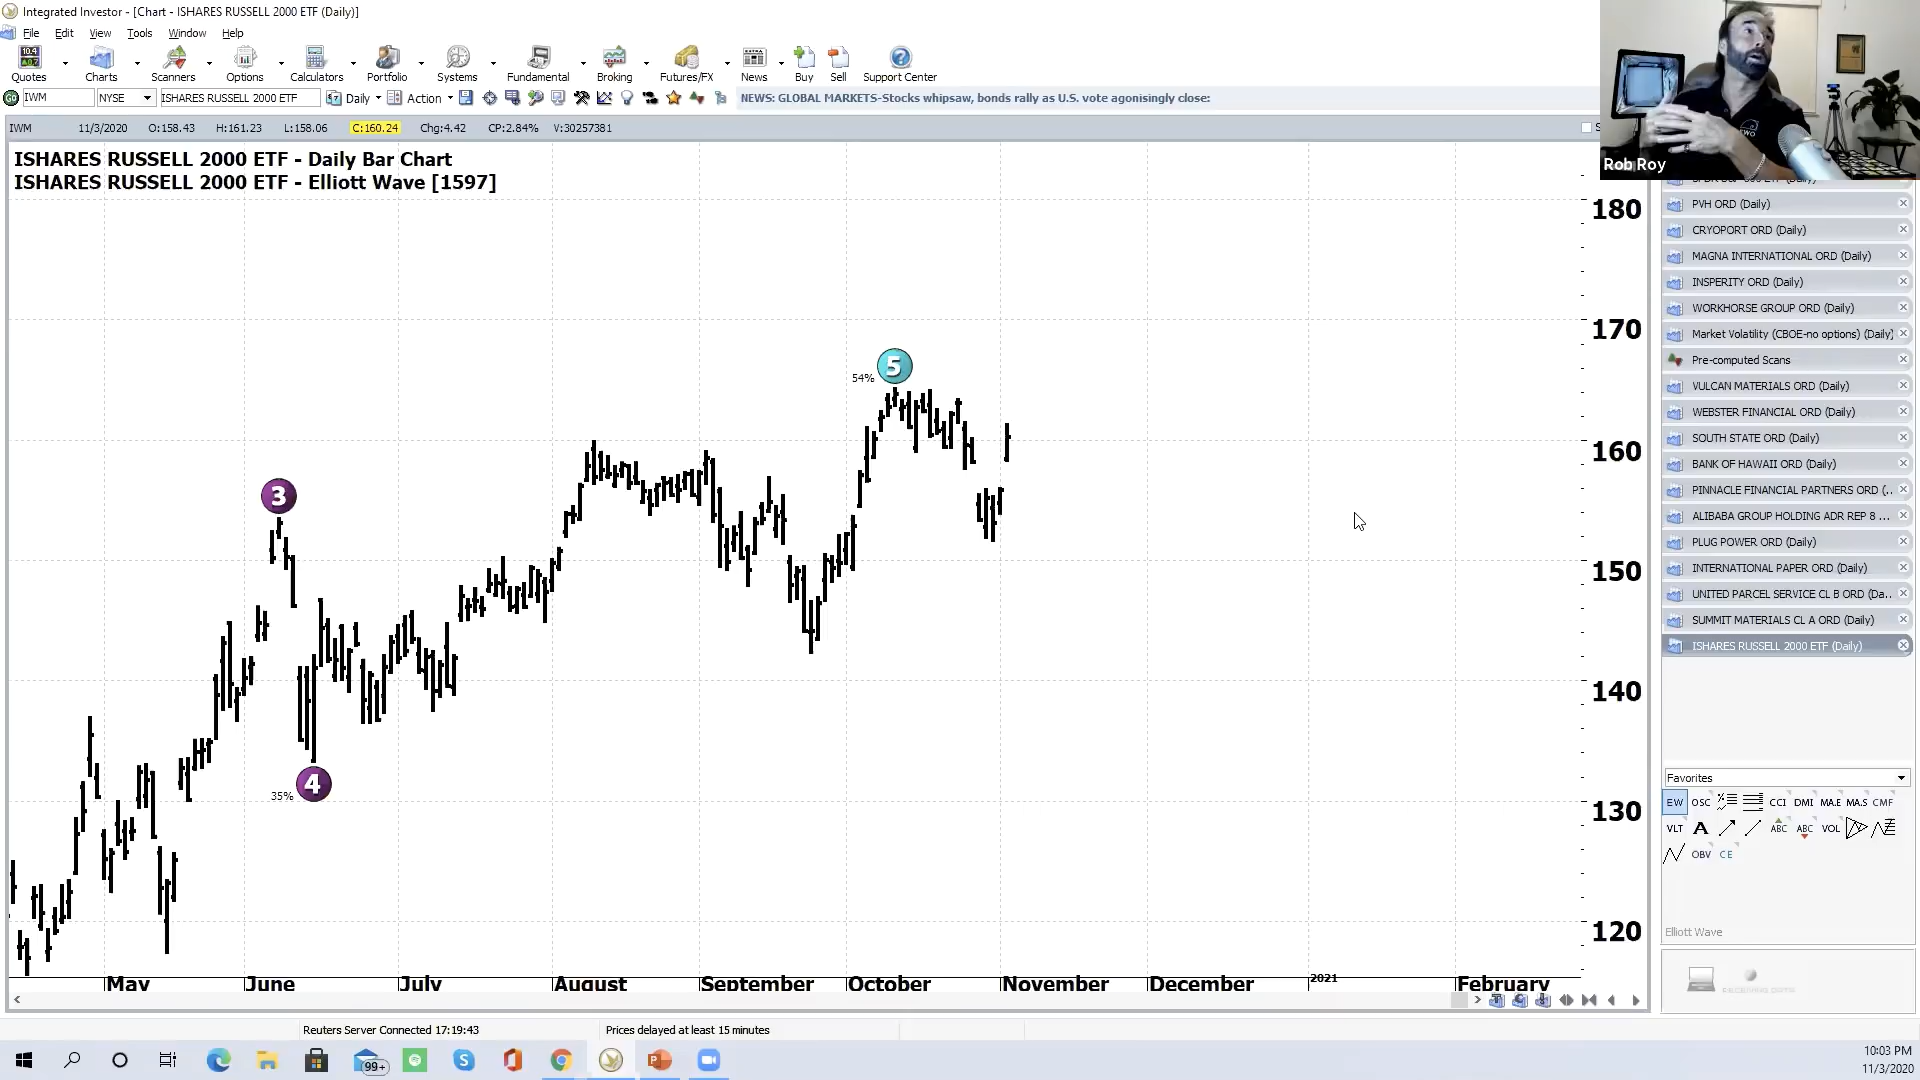 Integrated Investor - [Chart - ISHARES RUSSELL 2000 ETF (Daily)]
File Edit View Tools Window Help
Quotes Charts Scanners Options Calculators Portfolio Systems Fundamental Broking Futures/FX News Buy Sell Support Center
IWM NYSE ISHARES RUSSELL 2000 ETF Daily Action NEWS: GLOBAL MARKETS-Stocks whipsaw, bonds rally as U.S. vote agonisingly close:
IWM 11/3/2020 O:158.43 H:161.23 L:158.06 C:160.24 Chg:4.42 CP:2.84% V:30257381
ISHARES RUSSELL 2000 ETF - Daily Bar Chart
ISHARES RUSSELL 2000 ETF - Elliott Wave [1597]
Rob Roy
180
170
160
150
140
130
120
5
54%
3
4
35%
May June July August September October November December 2021 February
PVH ORD (Daily)
CRYOPORT ORD (Daily)
MAGNA INTERNATIONAL ORD (Daily)
INSPERITY ORD (Daily)
WORKHORSE GROUP ORD (Daily)
Market Volatility (CBOE-no options) (Daily)
Pre-computed Scans
VULCAN MATERIALS ORD (Daily)
WEBSTER FINANCIAL ORD (Daily)
SOUTH STATE ORD (Daily)
BANK OF HAWAII ORD (Daily)
PINNACLE FINANCIAL PARTNERS ORD (..
ALIBABA GROUP HOLDING ADR REP 8 ...
PLUG POWER ORD (Daily)
INTERNATIONAL PAPER ORD (Daily)
UNITED PARCEL SERVICE CL B ORD (Da..
SUMMIT MATERIALS CL A ORD (Daily)
ISHARES RUSSELL 2000 ETF (Daily)
Favorites
EW OSC CCI DMI MA.E MA.S CMF
VLT A ABC ABC VOL
OBV CE
Elliott Wave
Reuters Server Connected 17:19:43 Prices delayed at least 15 minutes
99+
10:03 PM
11/3/2020